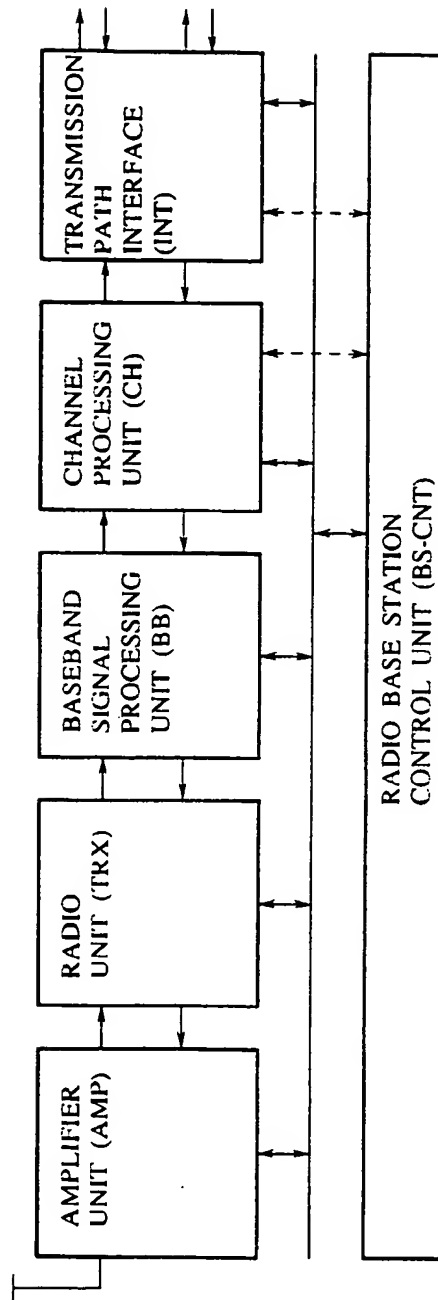 AMPLIFIER
UNIT (AMP)
RADIO
UNIT (TRX)
BASEBAND
SIGNAL
PROCESSING
UNIT (BB)
CHANNEL
PROCESSING
UNIT (CH)
TRANSMISSION
PATH
INTERFACE
(INT)
RADIO BASE STATION
CONTROL UNIT (BS-CNT)